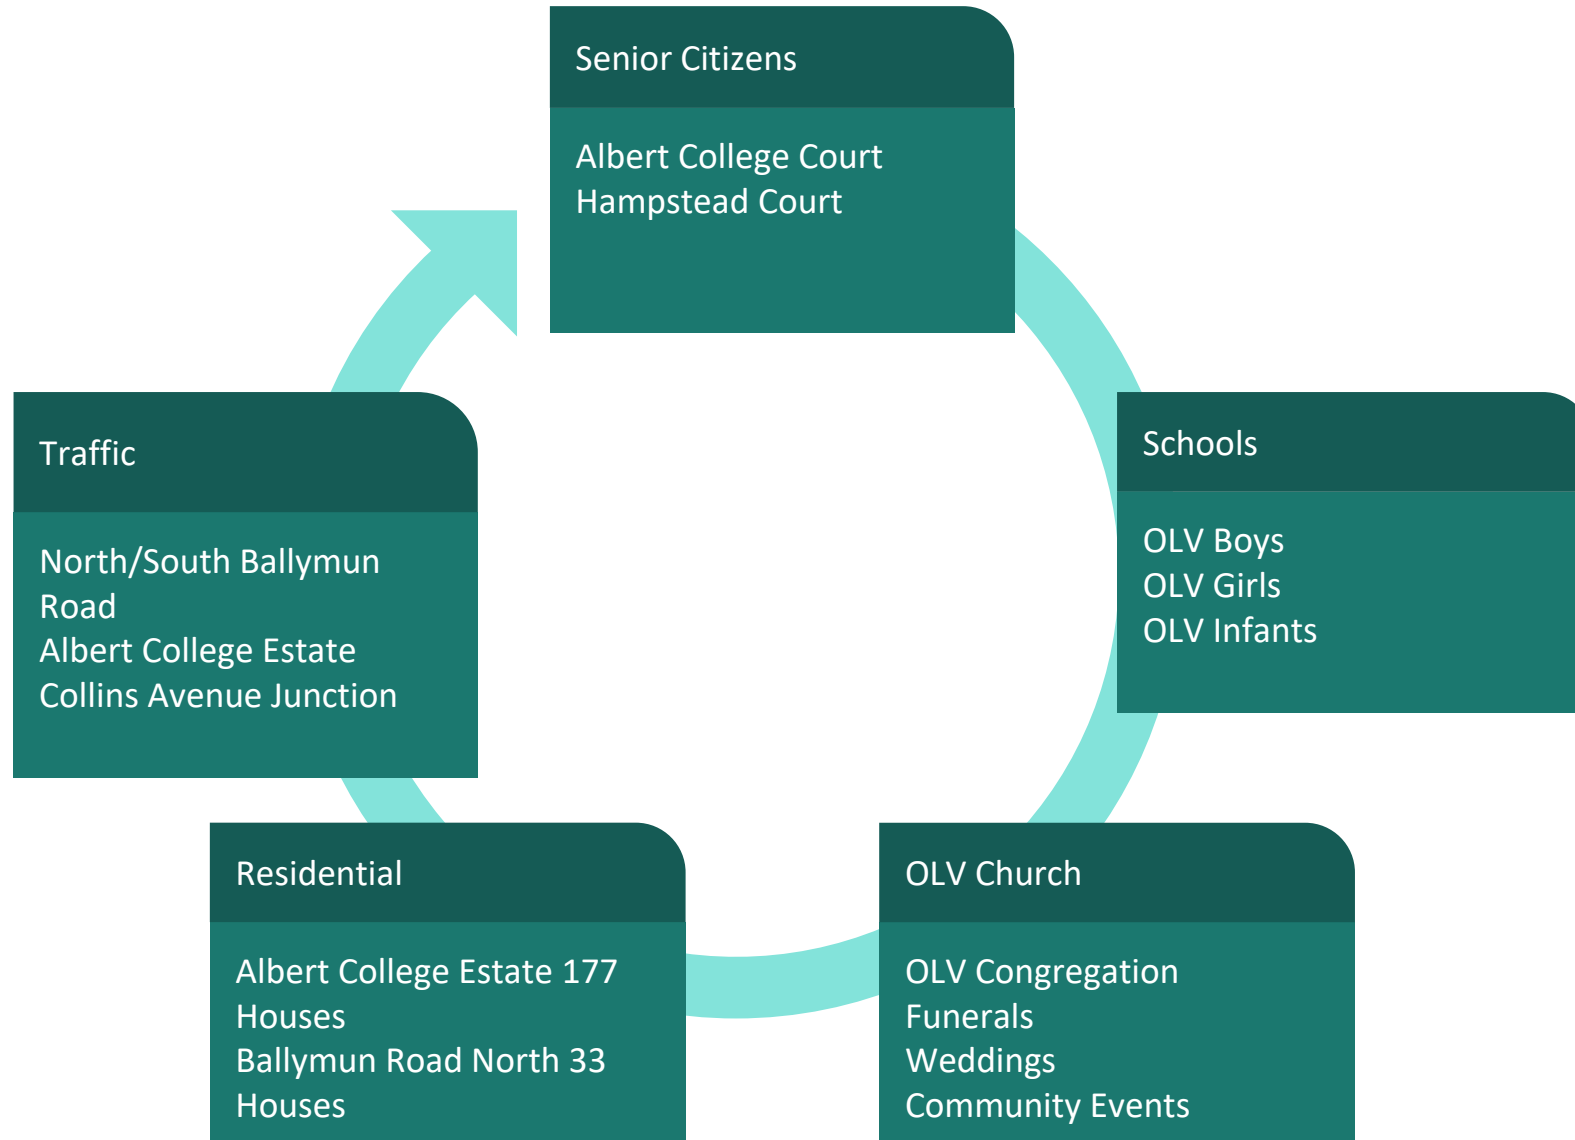 Senior Citizens
Albert College Court
Hampstead Court
Schools
OLV Boys
OLV Girls
OLV Infants
OLV Church
OLV Congregation
Funerals
Weddings
Community Events
Residential
Albert College Estate 177
Houses
Ballymun Road North 33
Houses
Traffic
North/South Ballymun
Road
Albert College Estate
Collins Avenue Junction